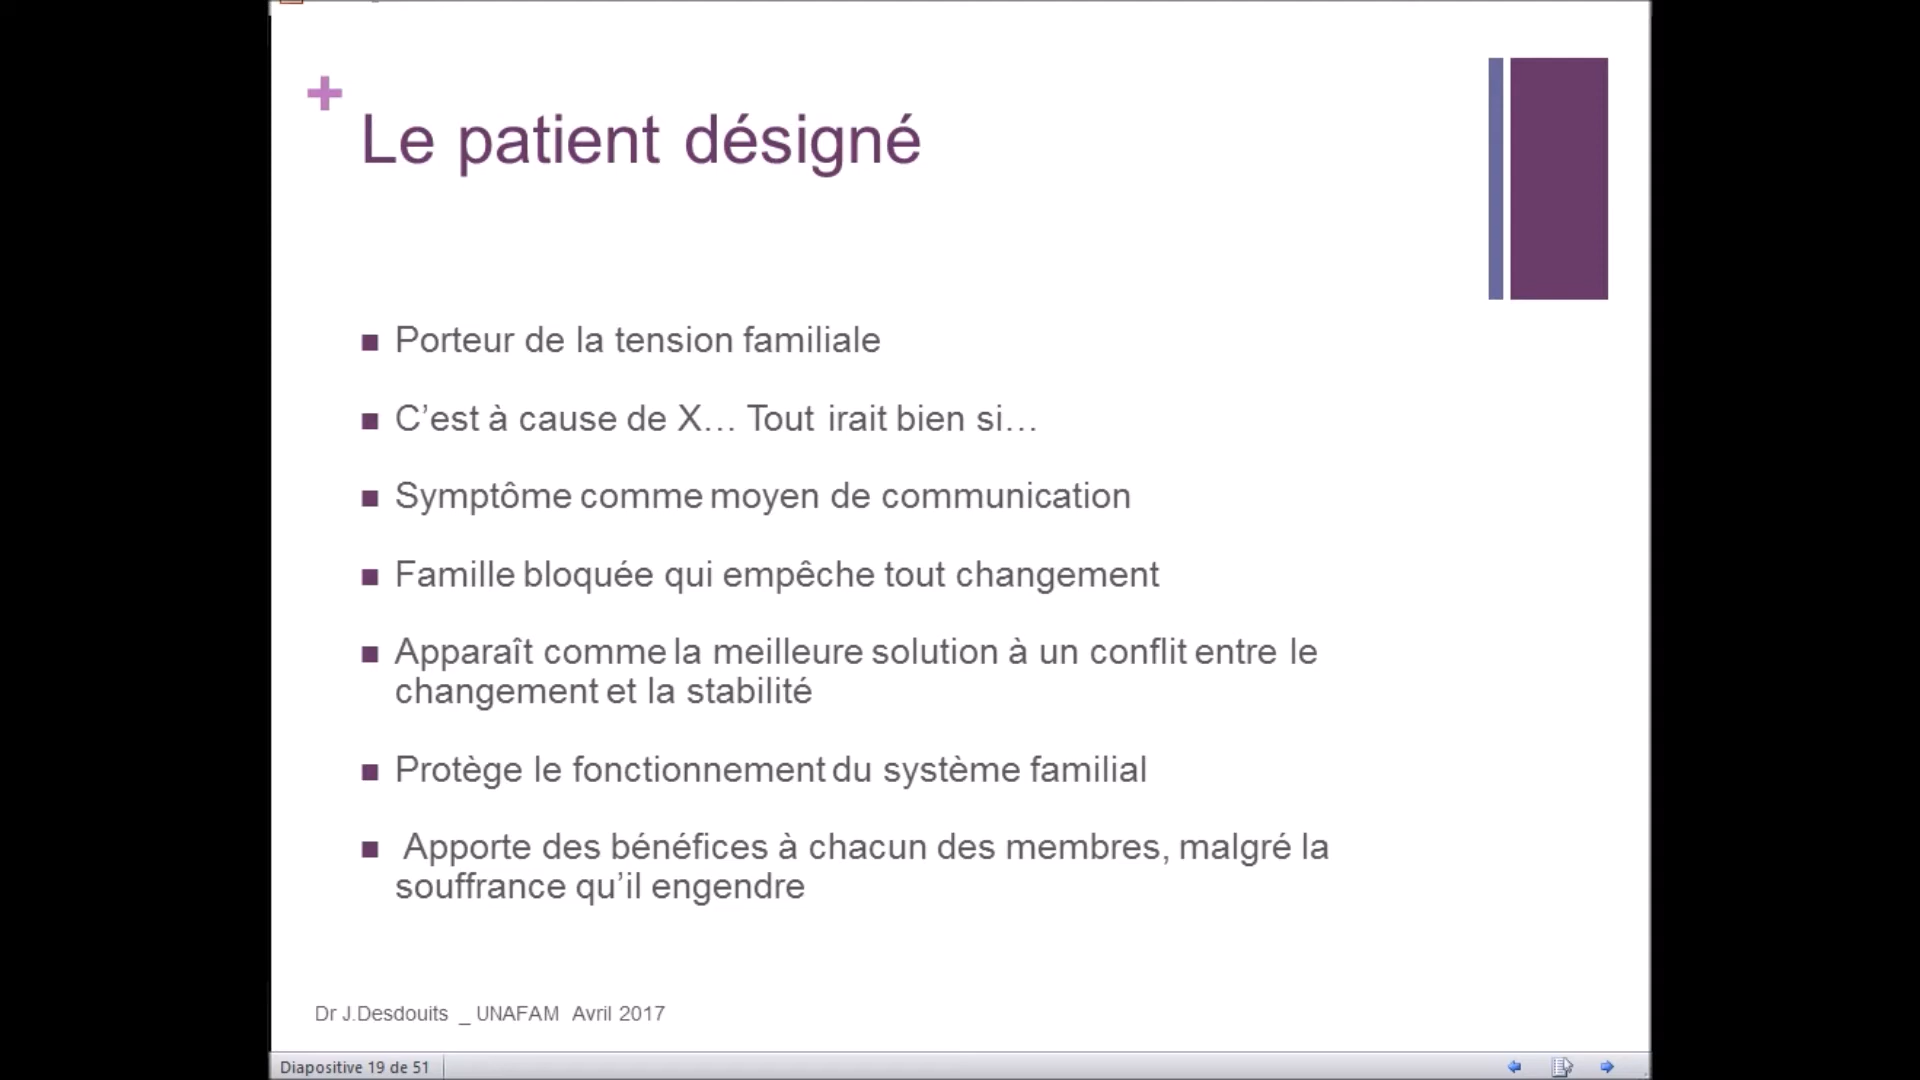 Le patient désigné
Porteur de la tension familiale
C’est à cause de X… Tout irait bien si…
Symptôme comme moyen de communication
Famille bloquée qui empêche tout changement
Apparaît comme la meilleure solution à un conflit entre le
changement et la stabilité
Protège le fonctionnement du système familial
Apporte des bénéfices à chacun des membres, malgré la
souffrance qu’il engendre
Dr J.Desdouits _ UNAFAM Avril 2017
Diapositive 19 de 51